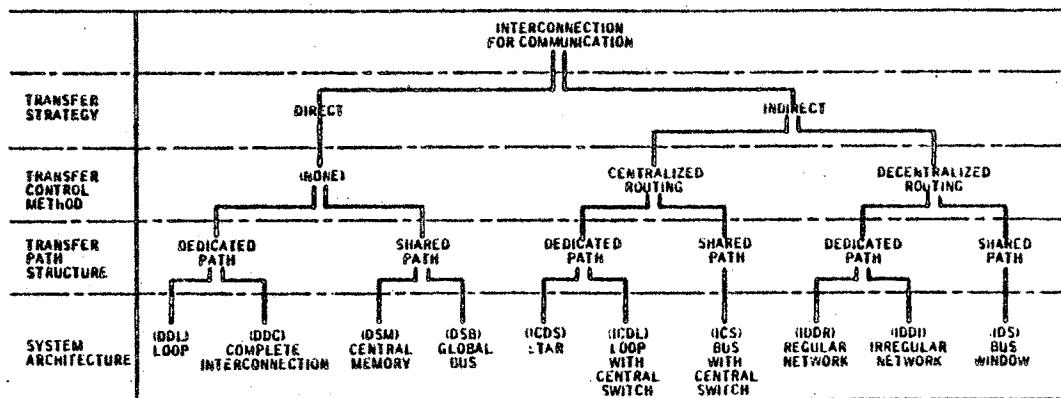 INTERCONNECTION
FOR COMMUNICATION
TRANSFER
STRATEGY
DIRECT
INDIRECT
TRANSFER
CONTROL
METhOD
(NONE)
CENTRALIZED
ROUTING
DECENTRALIZED
ROUTING
TRANSFER
PATH
STRUCTURE
DEDICATED
PATH
SHARED
PATH
DEDICATED
PATH
SHARED
PATH
DEDICATED
PATH
SHARED
PATH
SYSTEM
ARCHITECTURE
(DDL)
LOOP
(DDC)
COMPLETE
INTERCONNECTION
(DSM)
CENTRAL
MEMORY
(DSB)
GLOBAL
BUS
(ICDS)
STAR
(ICDL)
LOOP
WITH
CENTRAL
SWITCH
(ICS)
BUS
WITH
CENTRAL
SWITCH
(IDDR)
REGULAR
NETWORK
(IDDI)
IRREGULAR
NETWORK
(IDS)
BUS
WINDOW